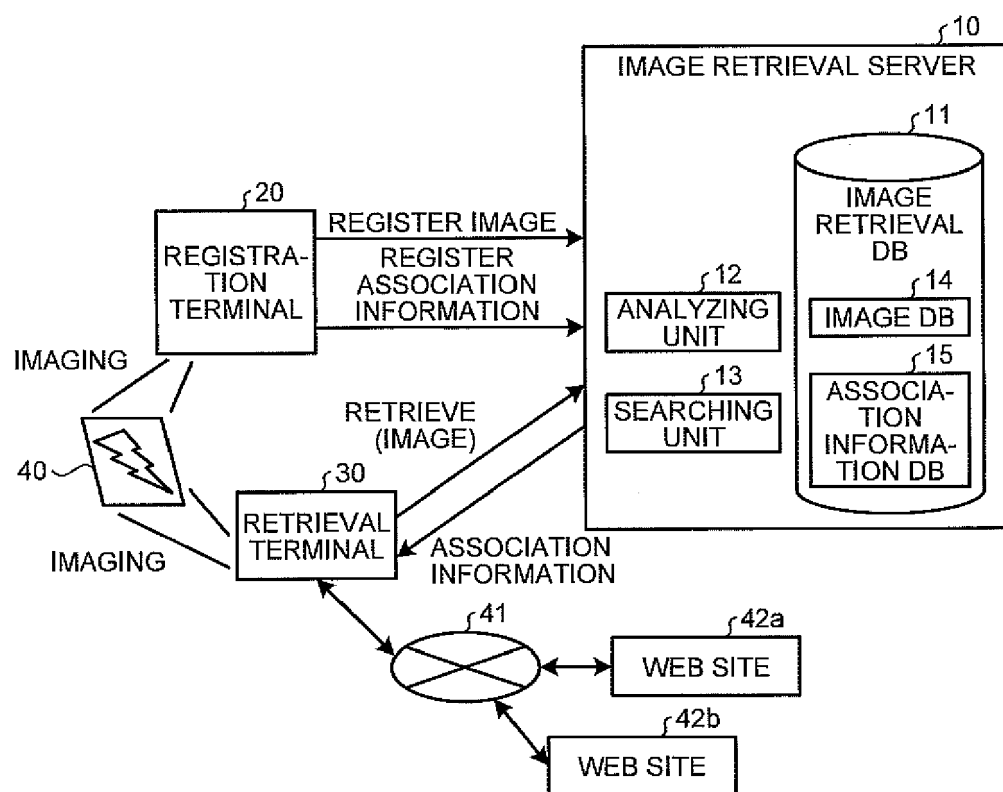 10
IMAGE RETRIEVAL SERVER
11
IMAGE
RETRIEVAL
DB
20
REGISTRA-
TION
TERMINAL
REGISTER IMAGE
REGISTER
ASSOCIATION
INFORMATION
12
ANALYZING
UNIT
14
IMAGE DB
13
SEARCHING
UNIT
15
ASSOCIA-
TION
INFORMA-
TION DB
IMAGING
40
IMAGING
RETRIEVE
(IMAGE)
30
RETRIEVAL
TERMINAL
ASSOCIATION
INFORMATION
41
42a
WEB SITE
42b
WEB SITE